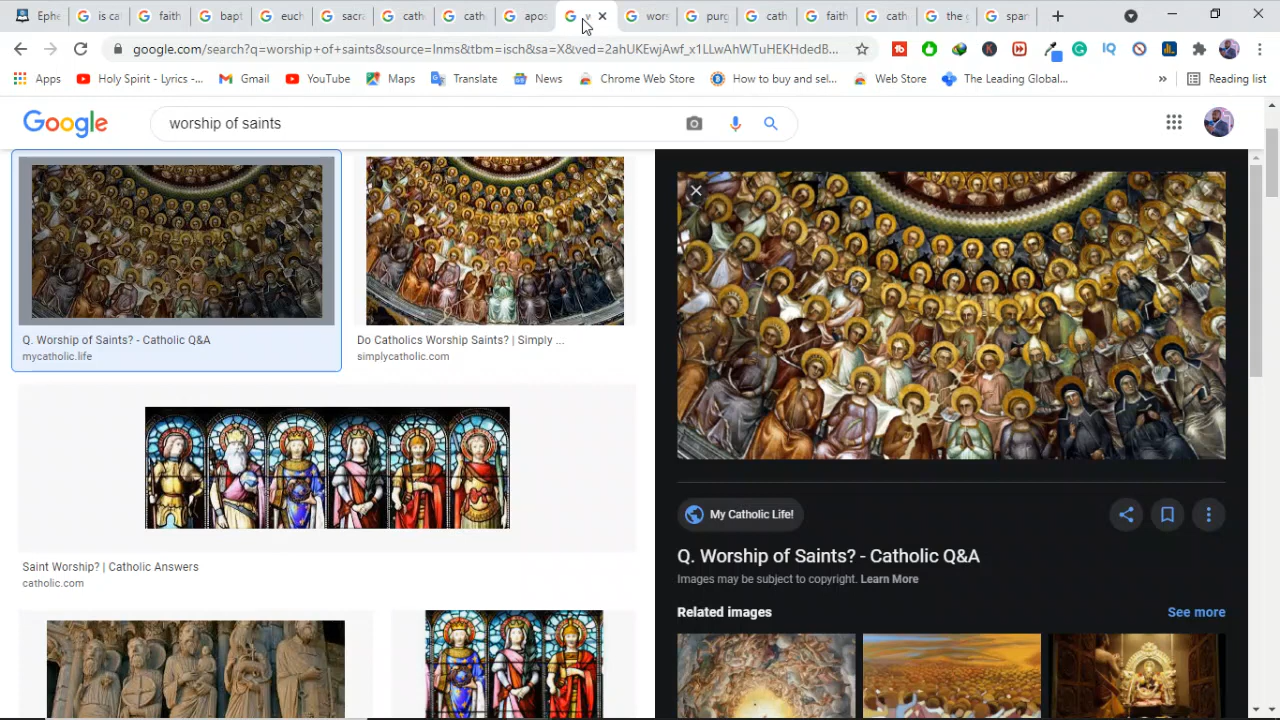 Ephe
is ca
faith
bapt
euch
sacra
cath
cath
apos
wors
purg
cath
faith
cath
the g
span
google.com/search?q=worship+of+saints&source=lnms&tbm=isch&sa=X&ved=2ahUKEwjAwf_x1LLwAhWTuHEKHdedB...
Apps
Holy Spirit - Lyrics -...
Gmail
YouTube
Maps
Translate
News
Chrome Web Store
How to buy and sel...
Web Store
The Leading Global...
»
Reading list
Google
worship of saints
Q. Worship of Saints? - Catholic Q&A
mycatholic.life
Do Catholics Worship Saints? | Simply ...
simplycatholic.com
Saint Worship? | Catholic Answers
catholic.com
My Catholic Life!
Q. Worship of Saints? - Catholic Q&A
Images may be subject to copyright. Learn More
Related images
See more